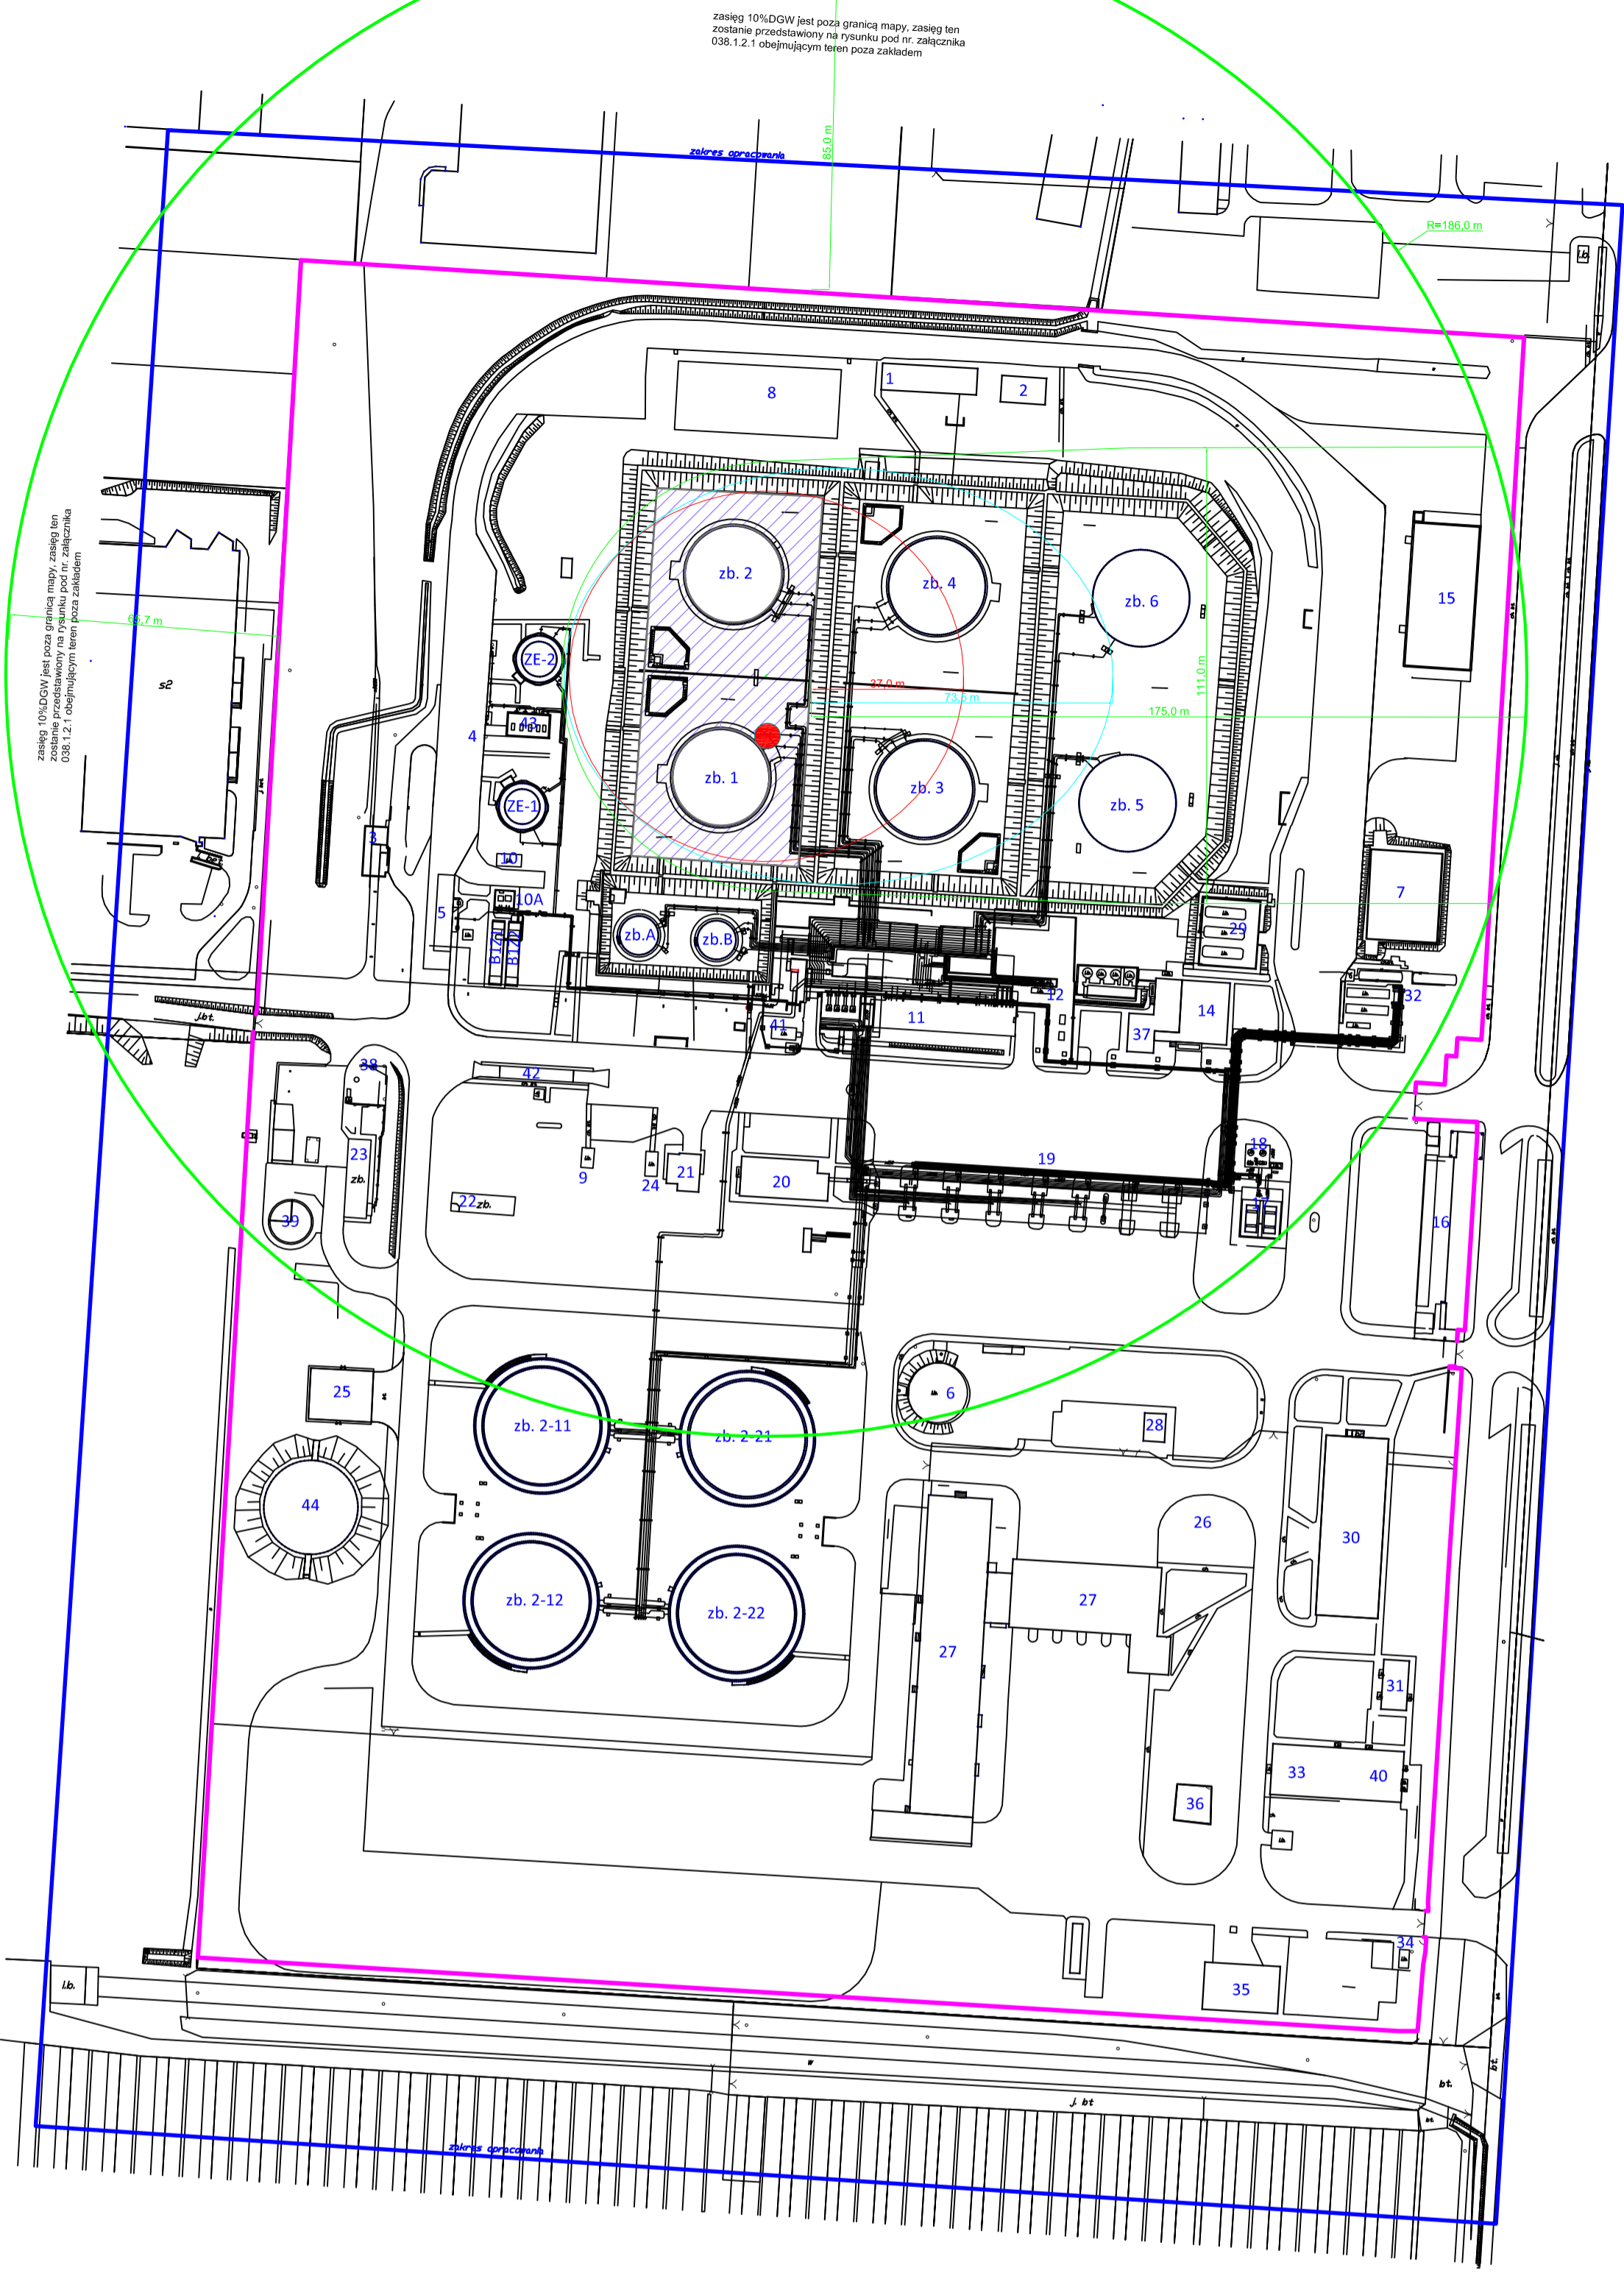 zasięg 10%DGW jest poza granicą mapy, zasięg ten
zostanie przedstawiony na rysunku pod nr. załącznika
038.1.2.1 obejmującym teren poza zakładem
85,0 m
zakres opracowania
R=186,0 m
i.b.
8
1
2
zb. 2
zb. 4
zb. 6
15
zasięg 10%DGW jest poza granicą mapy, zasięg ten
zostanie przedstawiony na rysunku pod nr. załącznika
038.1.2.1 obejmującym teren poza zakładem
s2
ZE-2
37,0 m
111,0 m
175,0 m
43
4
zb. 1
zb. 3
zb. 5
ZE-1
3
10
10A
5
7
zb.A
zb.B
29
12
32
j.bt.
41
11
14
37
38
42
18
19
23
zb.
9
24
21
20
22
zb.
17
16
39
25
6
zb. 2-11
zb. 2-21
28
44
26
30
zb. 2-12
zb. 2-22
27
27
31
33
40
36
34
35
i.b.
bt.
bt.
j. bt
zakres opracowania